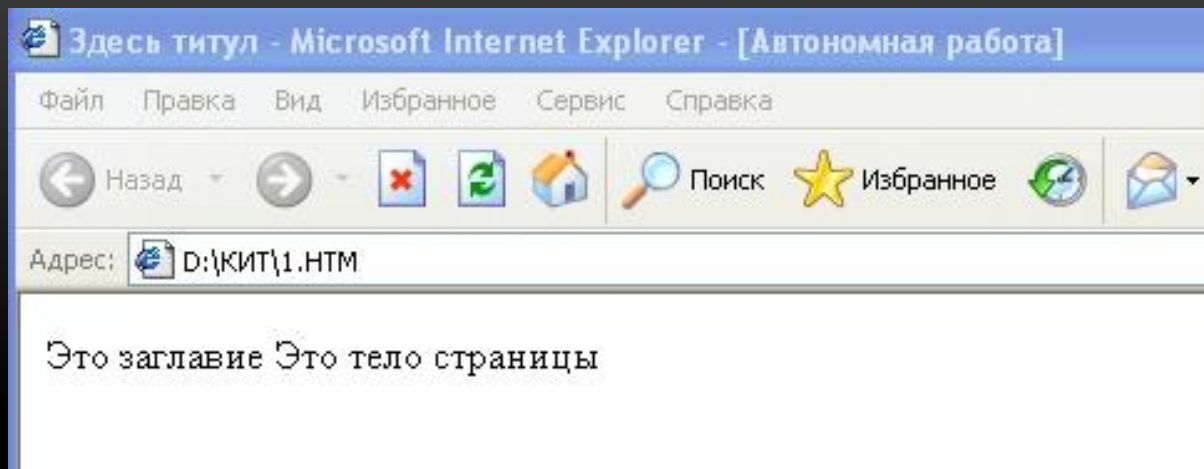 Здесь титул - Microsoft Internet Explorer - [Автономная работа]
Файл Правка Вид Избранное Сервис Справка
Назад Поиск Избранное
Адрес: D:\КИТ\1.HTM
Это заглавие Это тело страницы